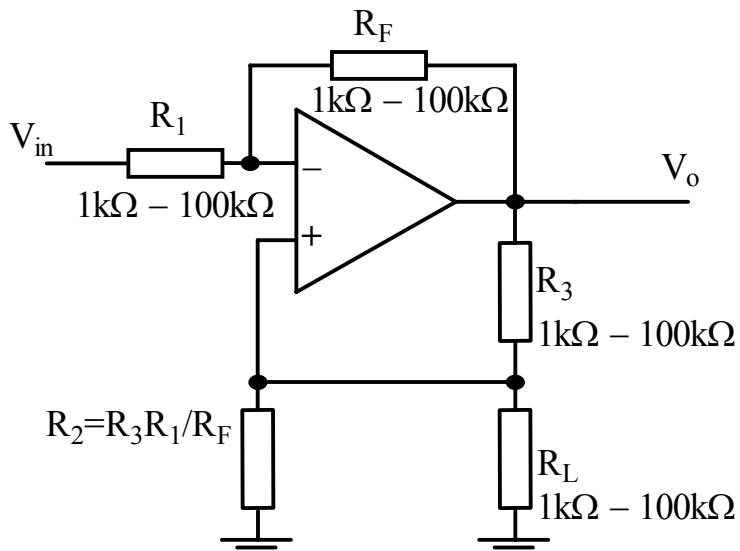 R_F
1kΩ – 100kΩ
R_1
V_in
1kΩ – 100kΩ
−
+
V_o
R_3
1kΩ – 100kΩ
R_2=R_3R_1/R_F
R_L
1kΩ – 100kΩ